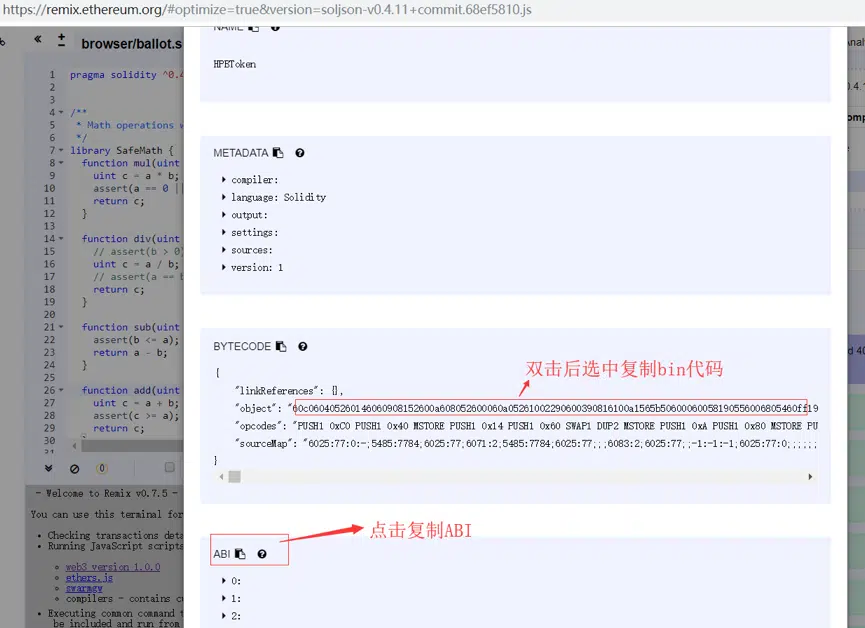 https://remix.ethereum.org/#optimize=true&version=soljson-v0.4.11+commit.68ef5810.js
browser/ballot.s
NAME
HPBToken
METADATA
compiler:
language: Solidity
output:
settings:
sources:
version: 1
BYTECODE
双击后选中复制bin代码
{
"linkReferences": {},
"object": "60c0604052601460609081526
"opcodes": "PUSH1 0xC0 PUSH1 0x40 MSTORE PUSH1 0x14 PUSH1 0x60 SWAP1 DUP2 MSTORE PUSH1 0xA PUSH1 0x80 MSTORE PU
"sourceMap": "6025:77:0:-;5485:7784;6025:77;6071:2;5485:7784;6025:77;;;6083:2;6025:77;;-1:-1:-1;6025:77:0;;;;;;
}
点击复制ABI
ABI
0:
1:
2:
1 pragma solidity ^0.4
2
3
4 /**
5 * Math operations w
6 */
7 library SafeMath {
8 function mul(uint
9 uint c = a * b;
10 assert(a == 0 ||
11 return c;
12 }
13
14 function div(uint
15 // assert(b > 0)
16 uint c = a / b;
17 // assert(a == b
18 return c;
19 }
20
21 function sub(uint
22 assert(b <= a);
23 return a - b;
24 }
25
26 function add(uint
27 uint c = a + b;
28 assert(c >= a);
29 return c;
30 }
31
0
- Welcome to Remix v0.7.5 -
You can use this terminal for
• Checking transactions deta
• Running JavaScript scripts
web3 version 1.0.0
ethers.js
swarmgw
compilers - contains cu
• Executing common command t
be included and run from